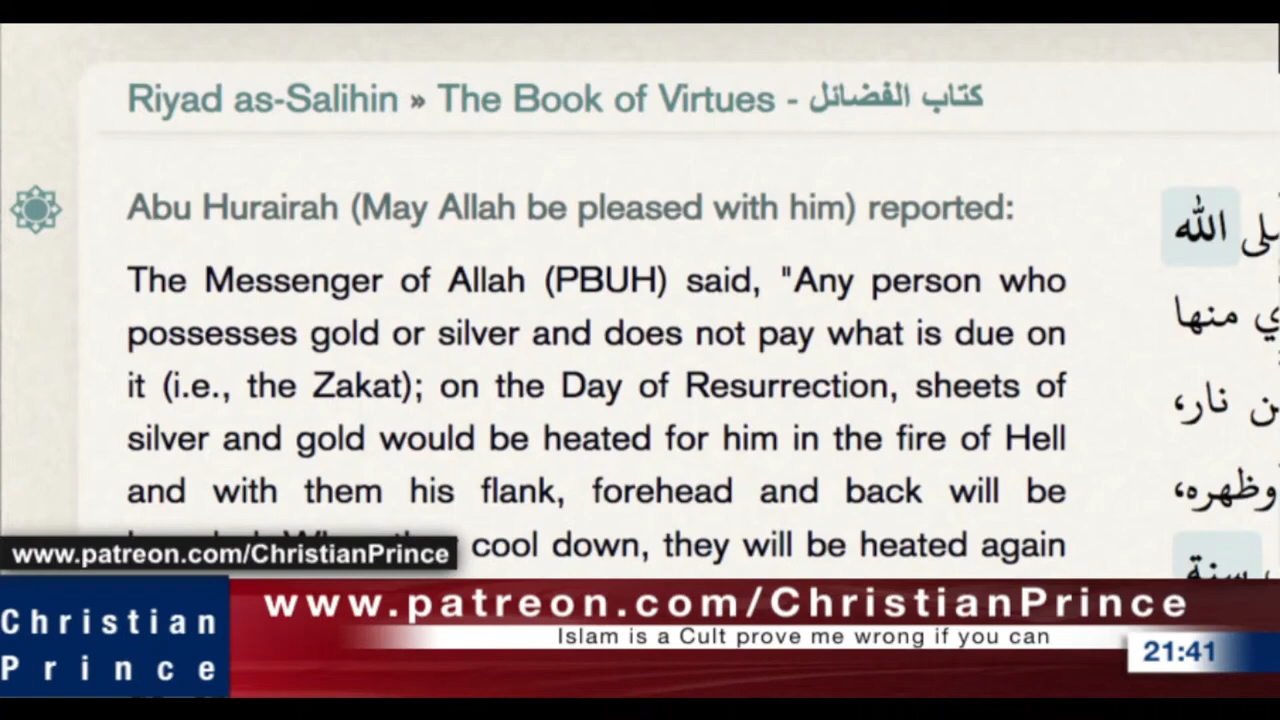 Riyad as-Salihin » The Book of Virtues - كتاب الفضائل
Abu Hurairah (May Allah be pleased with him) reported:
The Messenger of Allah (PBUH) said, "Any person who
possesses gold or silver and does not pay what is due on
it (i.e., the Zakat); on the Day of Resurrection, sheets of
silver and gold would be heated for him in the fire of Hell
and with them his flank, forehead and back will be
cool down, they will be heated again
الله
منها
نار،
وظهره،
سنة
www.patreon.com/ChristianPrince
Christian
Prince
www.patreon.com/ChristianPrince
Islam is a Cult prove me wrong if you can
21:41